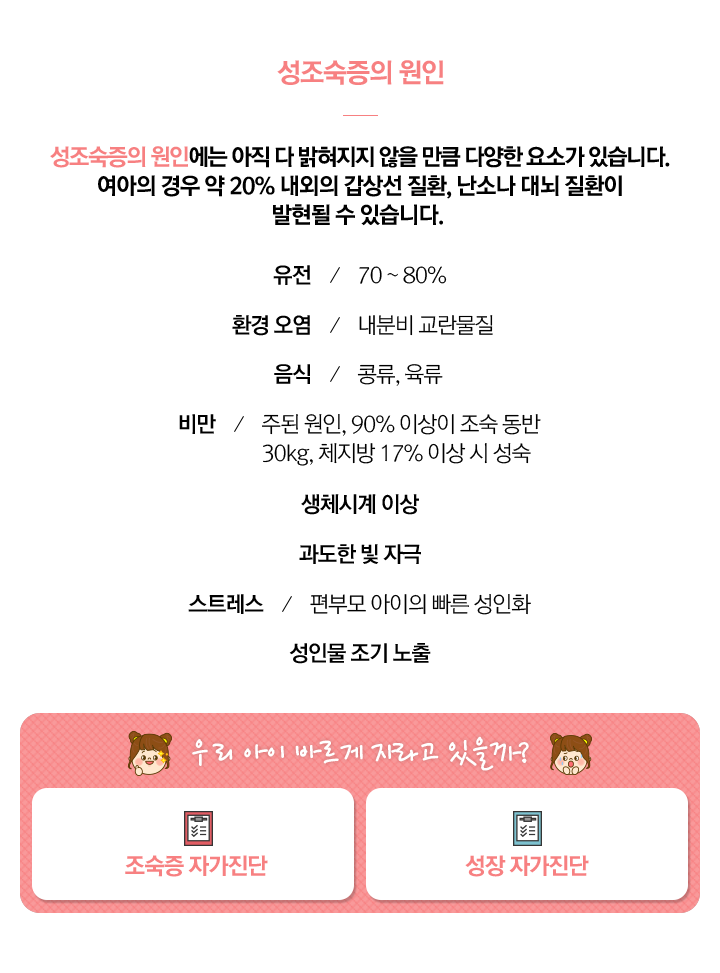 성조숙증의 원인
성조숙증의 원인에는 아직 다 밝혀지지 않을 만큼 다양한 요소가 있습니다.
여아의 경우 약 20% 내외의 갑상선 질환, 난소나 대뇌 질환이
발현될 수 있습니다.
유전 / 70 ~ 80%
환경 오염 / 내분비 교란물질
음식 / 콩류, 육류
비만 / 주된 원인, 90% 이상이 조숙 동반
30kg, 체지방 17% 이상 시 성숙
생체시계 이상
과도한 빛 자극
스트레스 / 편부모 아이의 빠른 성인화
성인물 조기 노출
우리 아이 바르게 자라고 있을까?
조숙증 자가진단
성장 자가진단